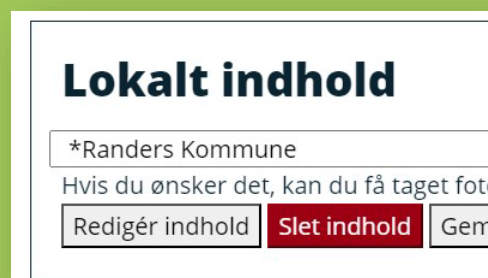 Lokalt indhold
*Randers Kommune
Hvis du ønsker det, kan du få taget
Redigér indhold Slet indhold